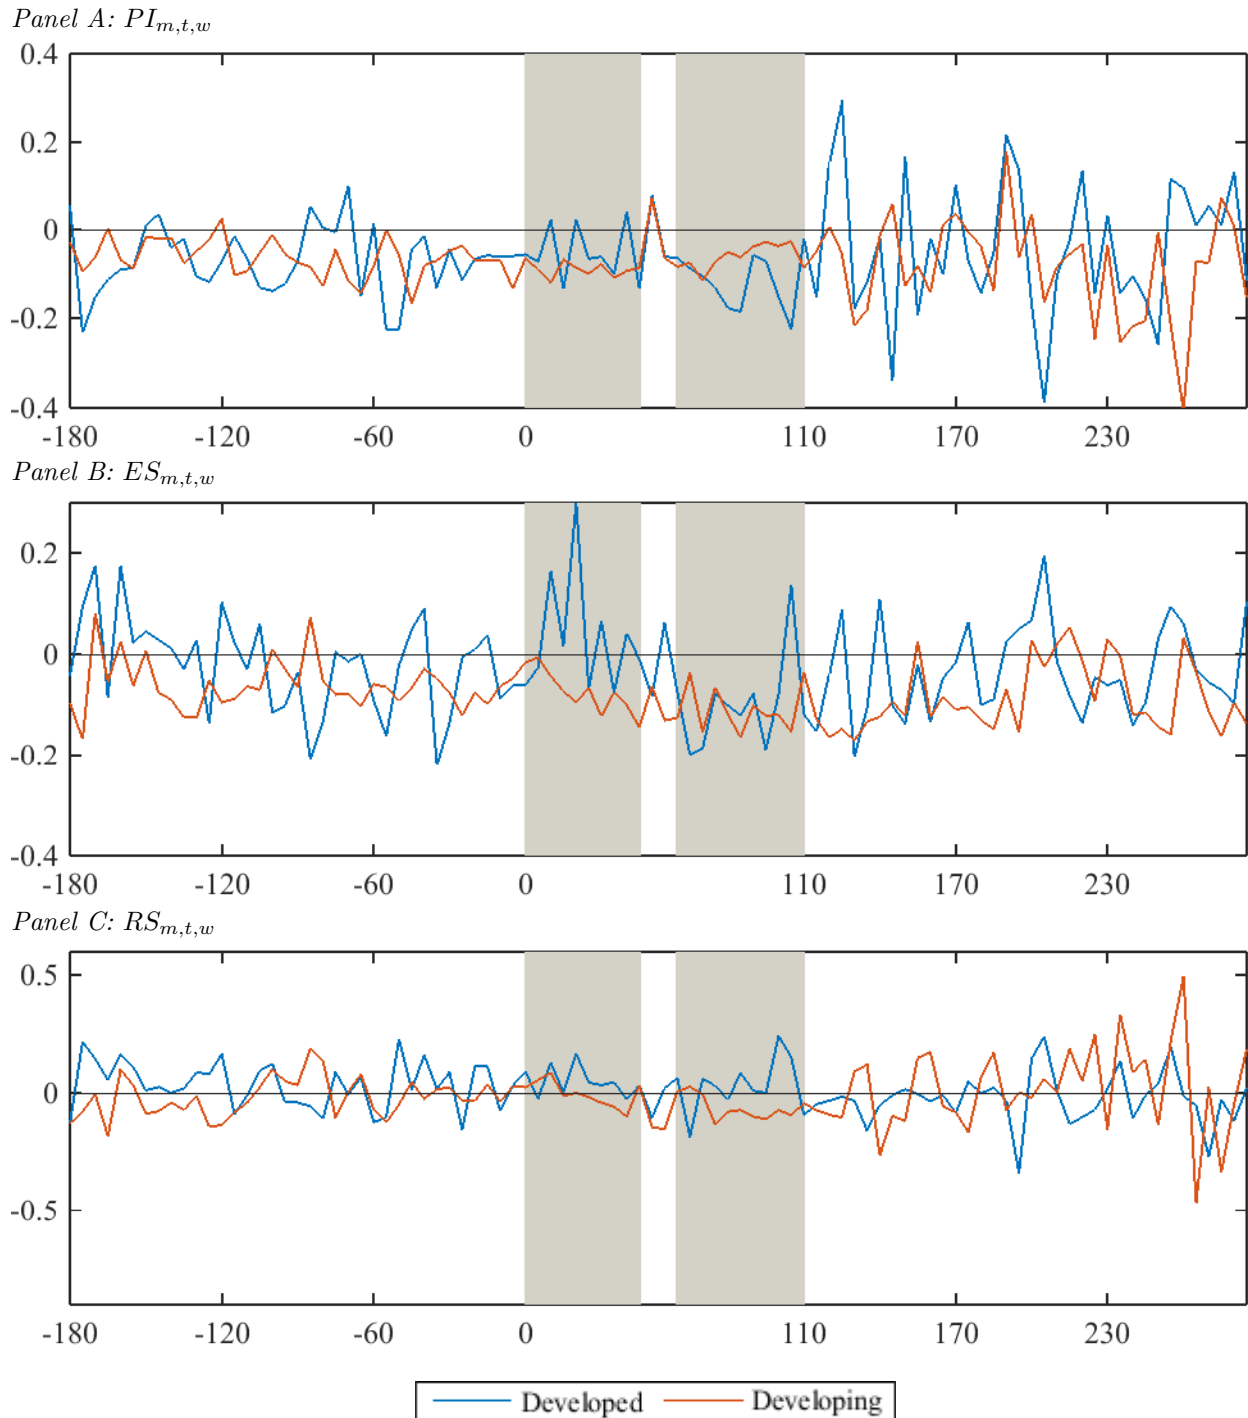 Panel A: PI_{m,t,w}
0.4
0.2
0
-0.2
-0.4
-180 -120 -60 0 110 170 230
Panel B: ES_{m,t,w}
0.2
0
-0.2
-0.4
-180 -120 -60 0 110 170 230
Panel C: RS_{m,t,w}
0.5
0
-0.5
-180 -120 -60 0 110 170 230
Developed Developing